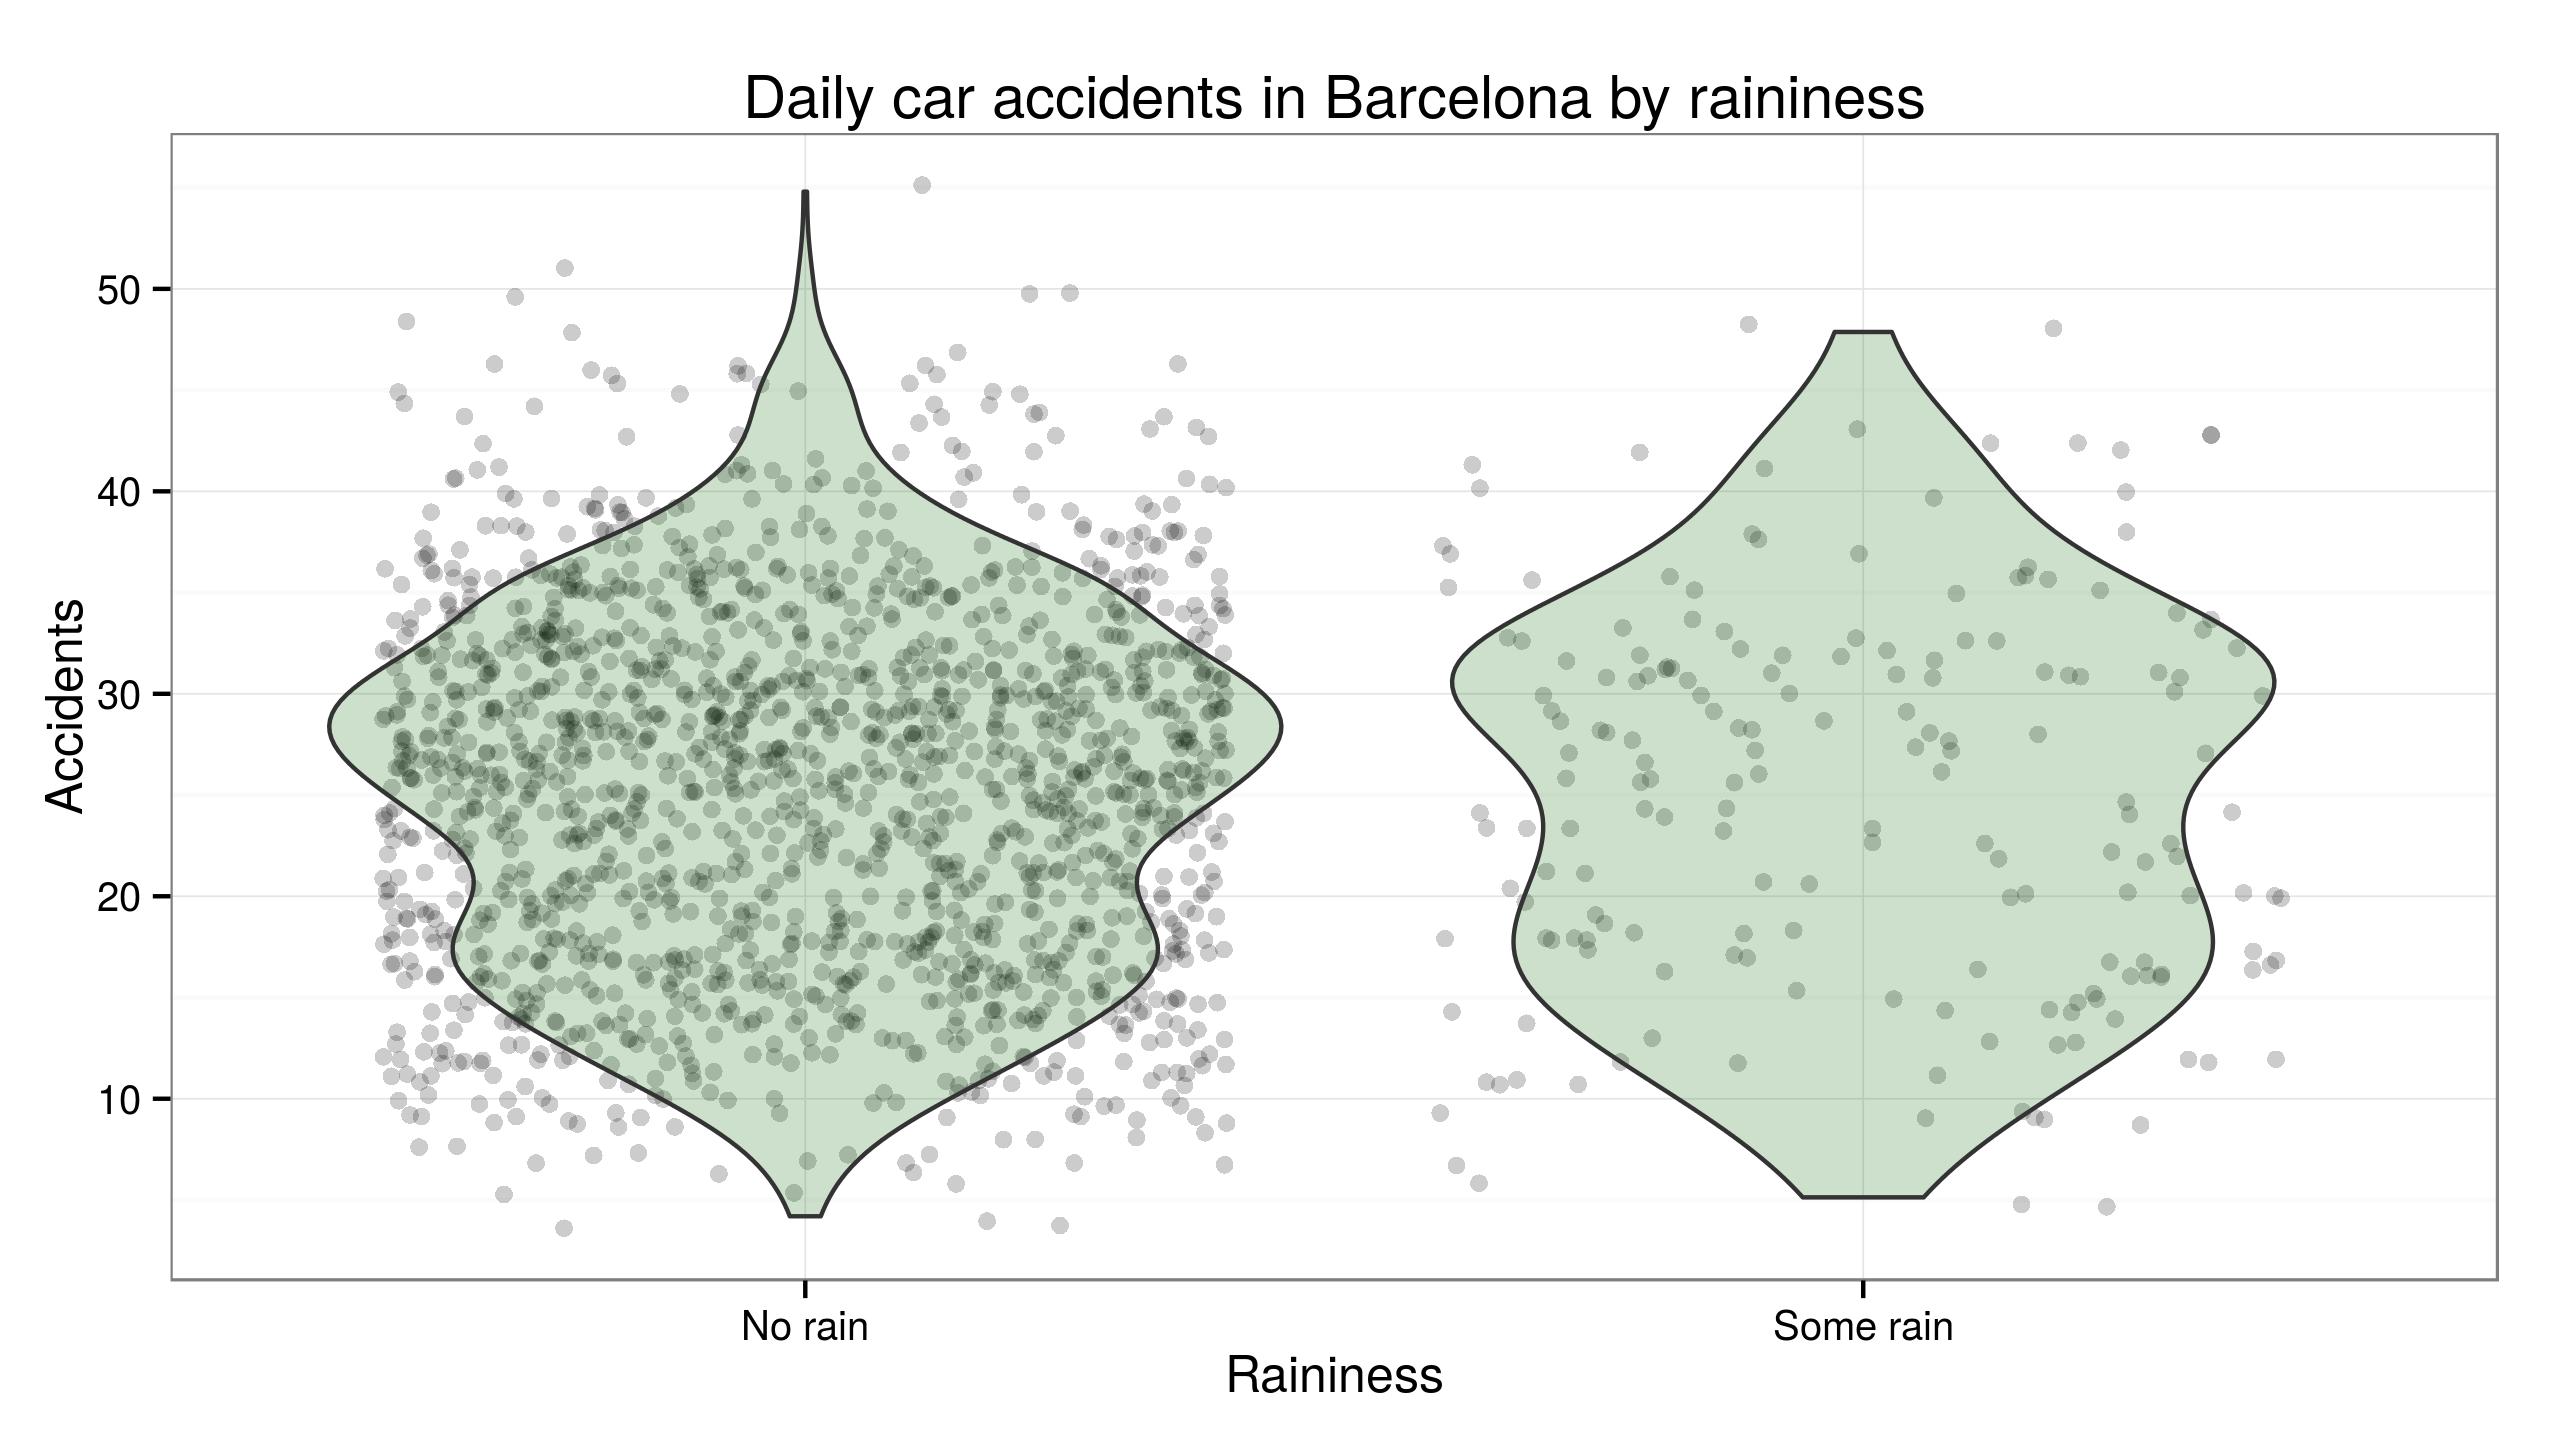 Daily car accidents in Barcelona by raininess
Accidents
50
40
30
20
10
No rain
Some rain
Raininess